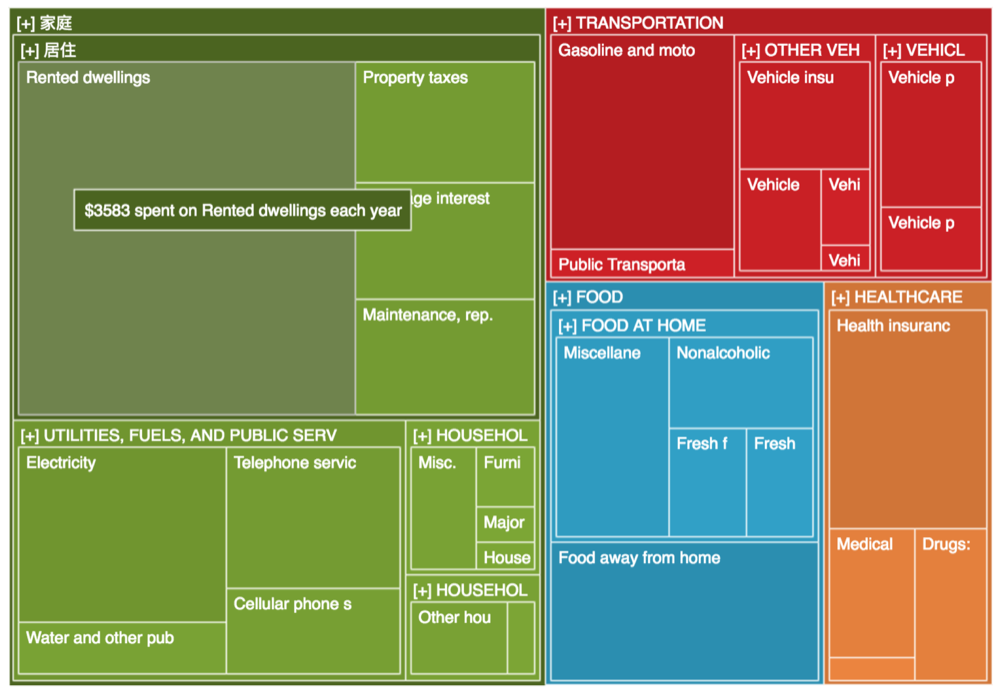 [+] 家庭
[+] 居住
Rented dwellings
Property taxes
$3583 spent on Rented dwellings each year
age interest
Maintenance, rep.
[+] UTILITIES, FUELS, AND PUBLIC SERV
Electricity
Telephone servic
Cellular phone s
Water and other pub
[+] HOUSEHOL
Misc.
Furni
Major
House
[+] HOUSEHOL
Other hou
[+] TRANSPORTATION
Gasoline and moto
Public Transporta
[+] OTHER VEH
Vehicle insu
Vehicle
Vehi
Vehi
[+] VEHICL
Vehicle p
Vehicle p
[+] FOOD
[+] FOOD AT HOME
Miscellane
Nonalcoholic
Fresh f
Fresh
Food away from home
[+] HEALTHCARE
Health insuranc
Medical
Drugs: